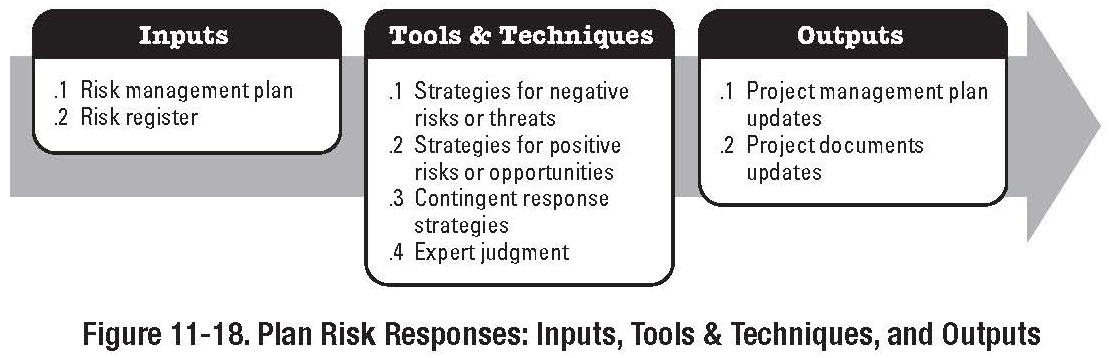 Inputs
.1 Risk management plan
.2 Risk register
Tools & Techniques
.1 Strategies for negative
risks or threats
.2 Strategies for positive
risks or opportunities
.3 Contingent response
strategies
.4 Expert judgment
Outputs
.1 Project management plan
updates
.2 Project documents
updates
Figure 11-18. Plan Risk Responses: Inputs, Tools & Techniques, and Outputs